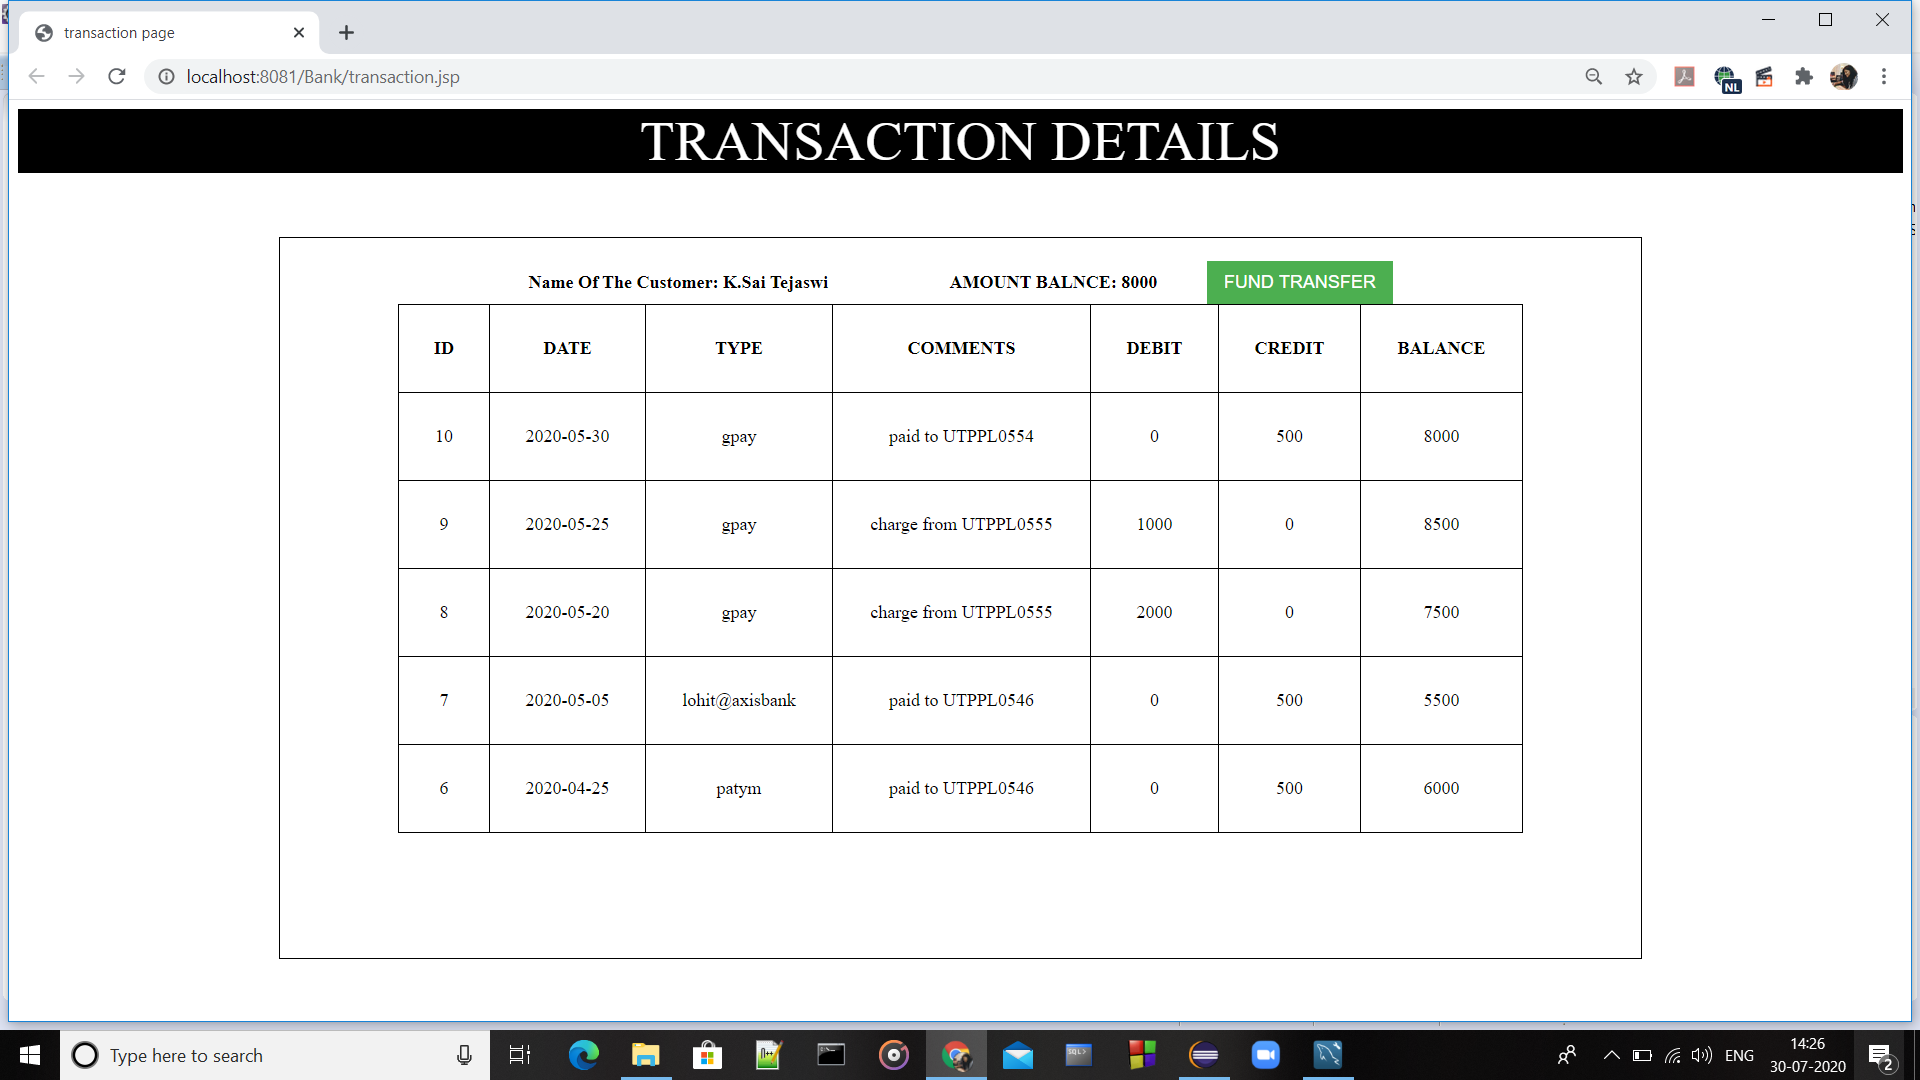 transaction page
localhost:8081/Bank/transaction.jsp
NL
TRANSACTION DETAILS
Name Of The Customer: K.Sai Tejaswi AMOUNT BALNCE: 8000 FUND TRANSFER
ID DATE TYPE COMMENTS DEBIT CREDIT BALANCE
10 2020-05-30 gpay paid to UTPPL0554 0 500 8000
9 2020-05-25 gpay charge from UTPPL0555 1000 0 8500
8 2020-05-20 gpay charge from UTPPL0555 2000 0 7500
7 2020-05-05 lohit@axisbank paid to UTPPL0546 0 500 5500
6 2020-04-25 patym paid to UTPPL0546 0 500 6000
Type here to search
ENG
14:26
30-07-2020
2